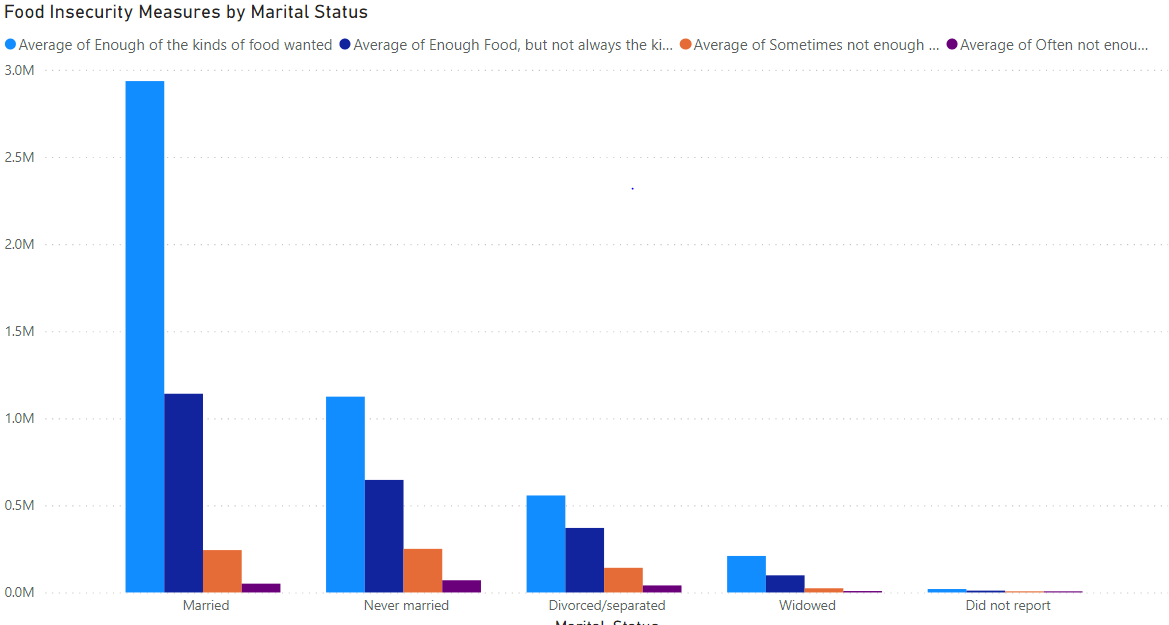 Food Insecurity Measures by Marital Status
Average of Enough of the kinds of food wanted Average of Enough Food, but not always the ki... Average of Sometimes not enough ... Average of Often not enou...
3.0M
2.5M
2.0M
1.5M
1.0M
0.5M
0.0M
Married Never married Divorced/separated Widowed Did not report
Marital Status